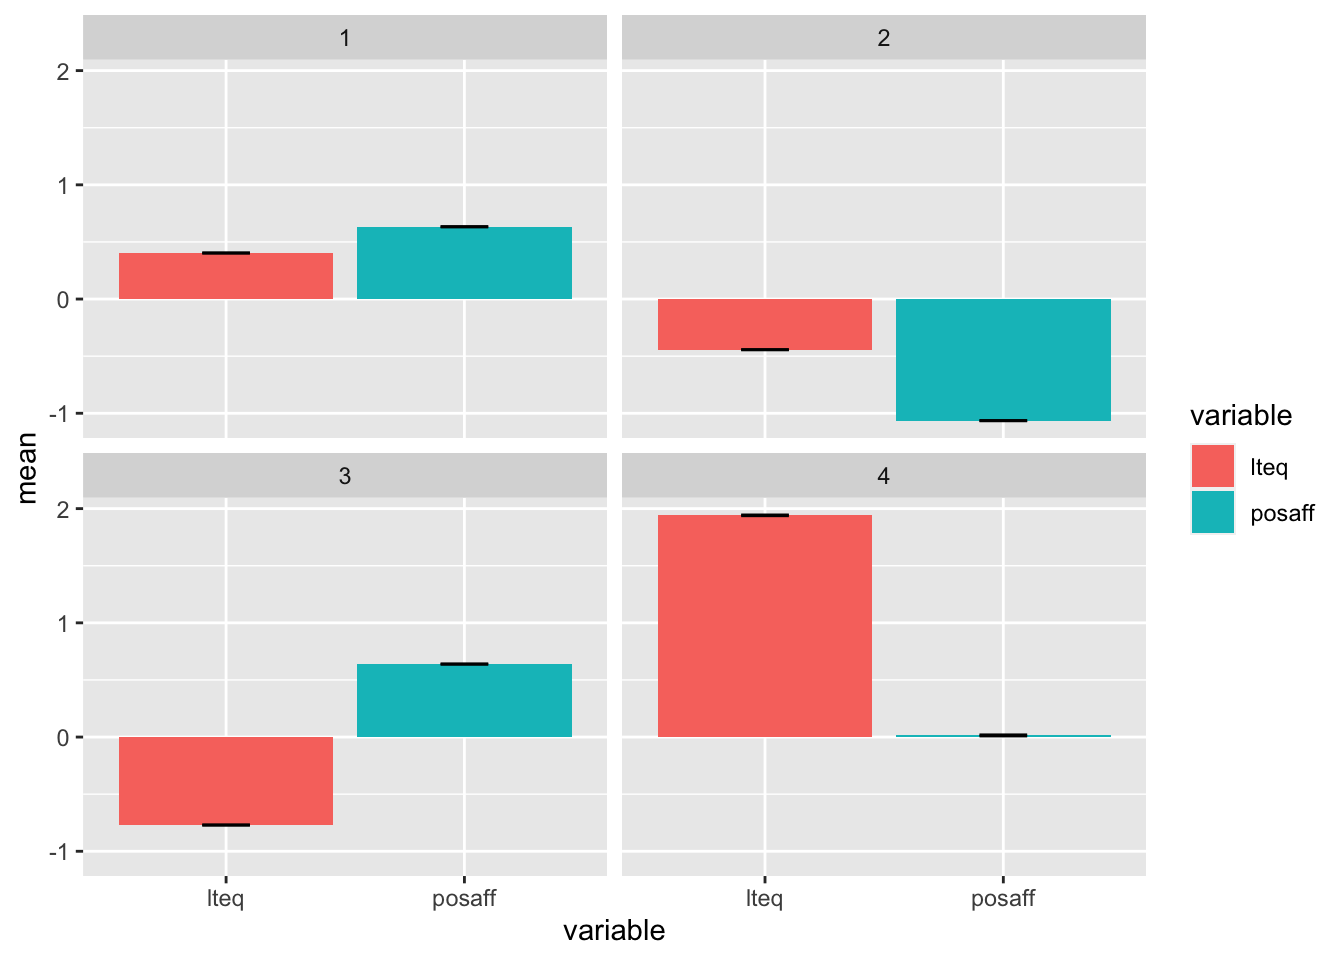 1
2
2
1
0
-1
mean
3
4
2
1
0
-1
lteq
posaff
lteq
posaff
variable
variable
lteq
posaff